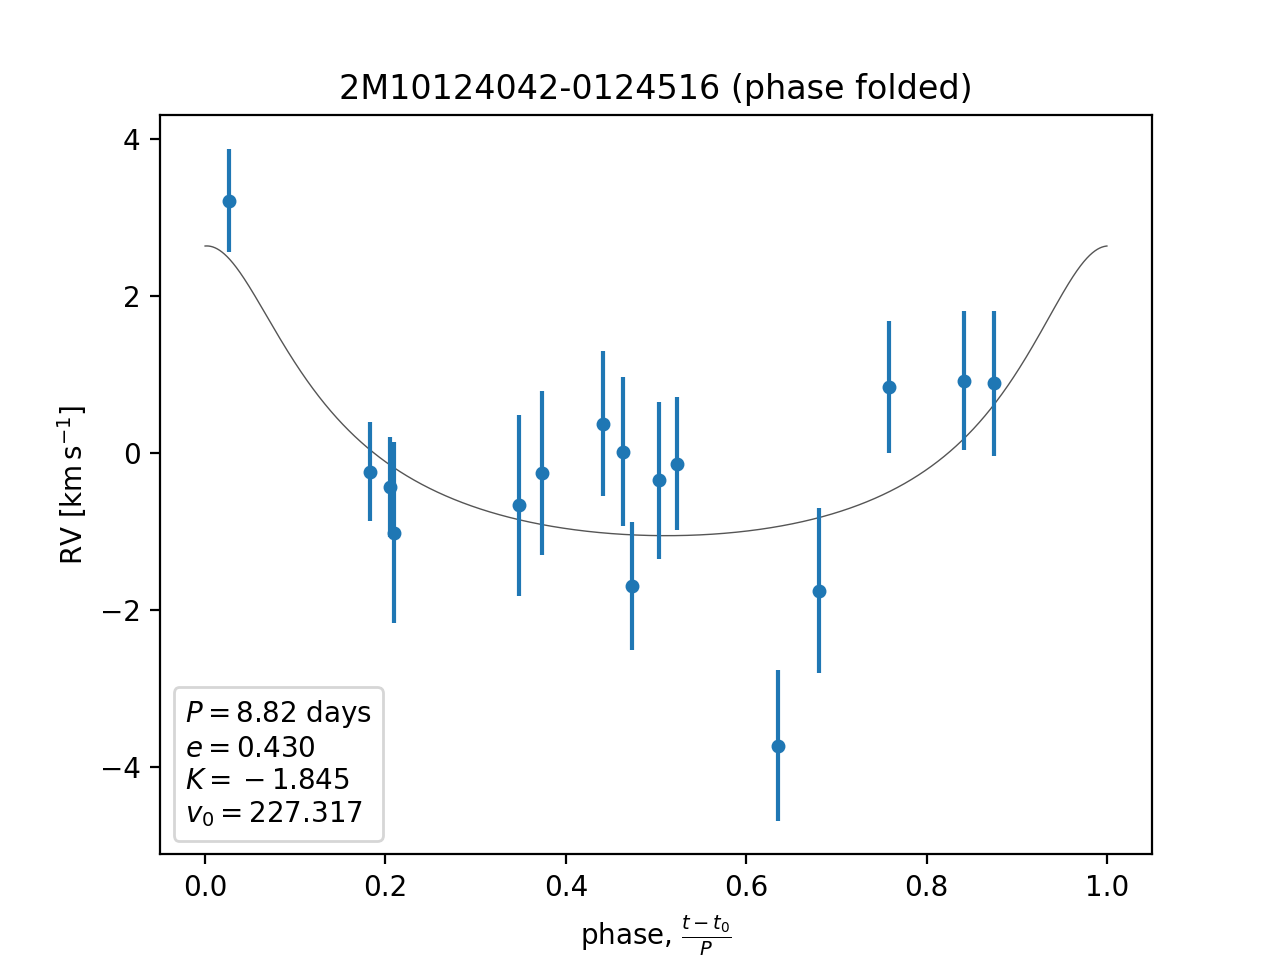 2M10124042-0124516 (phase folded)
RV [km s⁻¹]
4
2
0
−2
−4
P = 8.82 days
e = 0.430
K = −1.845
v₀ = 227.317
0.0 0.2 0.4 0.6 0.8 1.0
phase, (t − t₀)/P